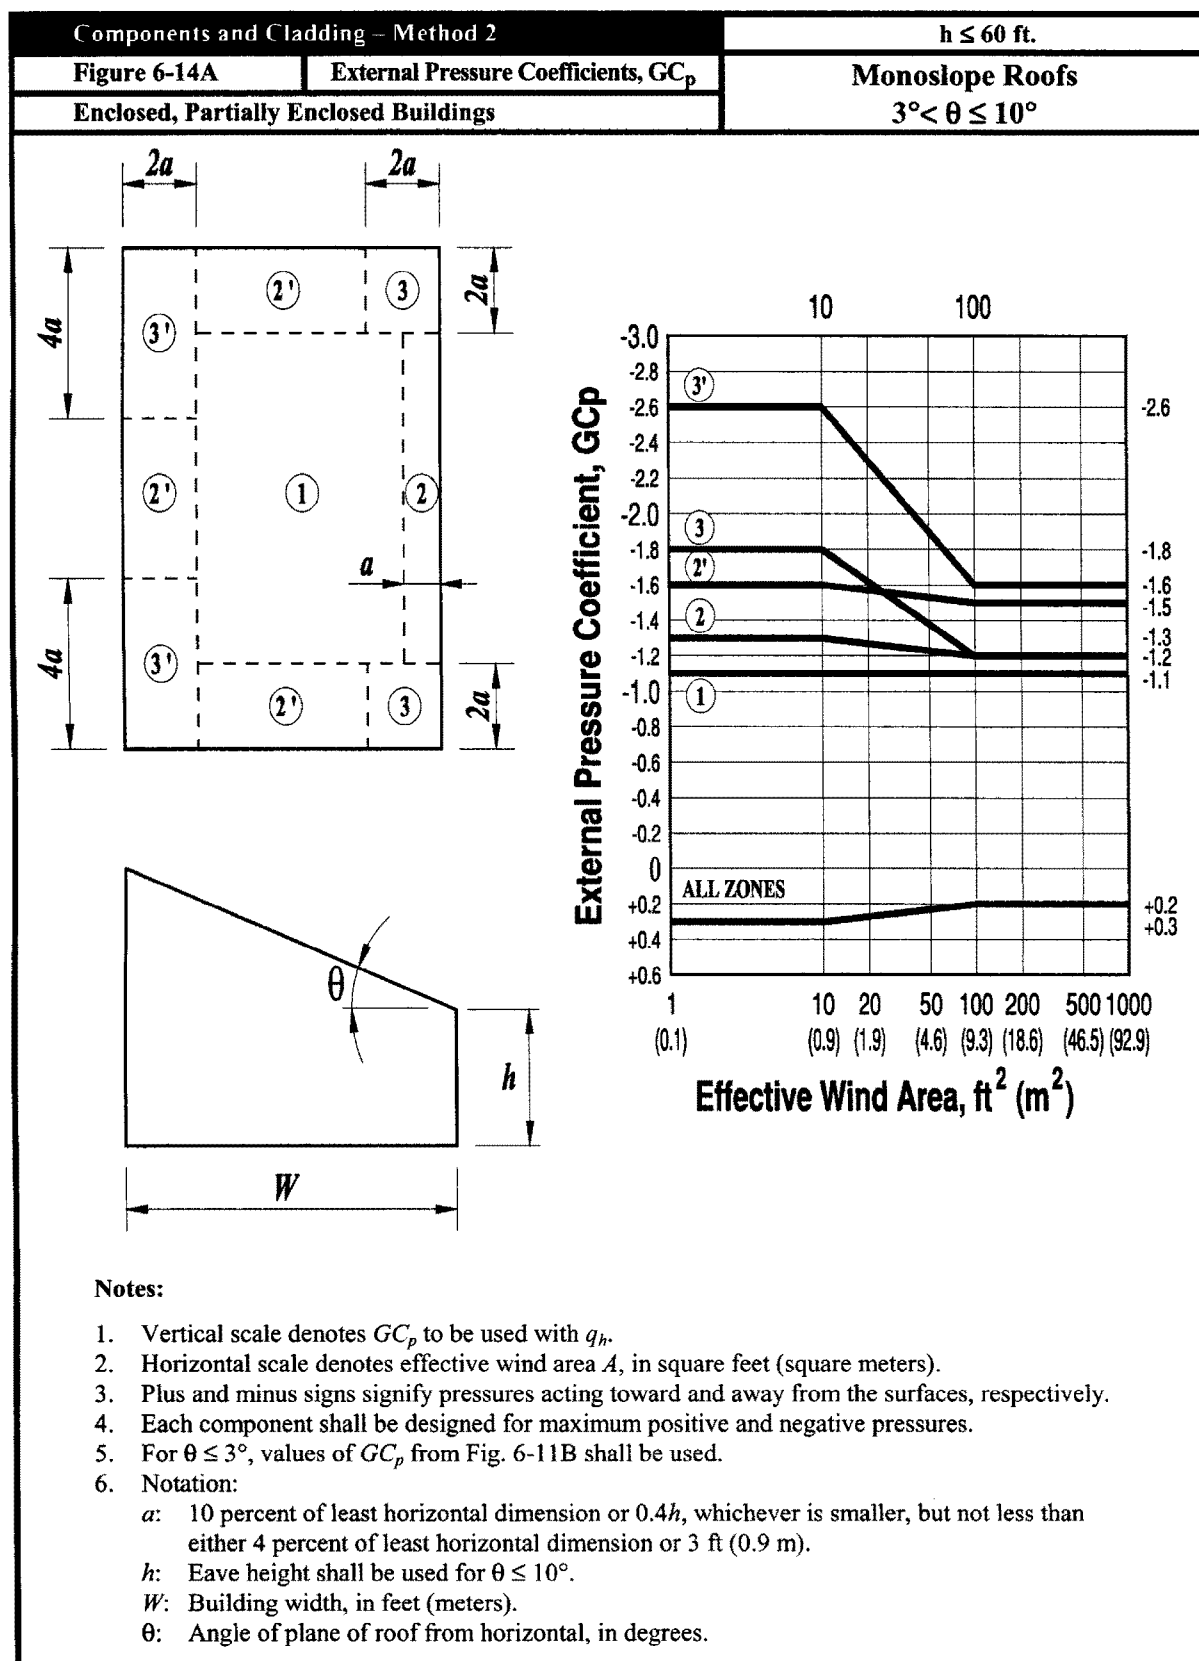 Components and Cladding – Method 2
h ≤ 60 ft.
Figure 6-14A
External Pressure Coefficients, GCp
Monoslope Roofs
3°< θ ≤ 10°
Enclosed, Partially Enclosed Buildings
2a
2a
4a
3'
2'
3
2a
2'
1
2
a
4a
3'
2'
3
2a
θ
h
W
10
100
External Pressure Coefficient, GCp
-3.0
-2.8
-2.6
-2.4
-2.2
-2.0
-1.8
-1.6
-1.4
-1.2
-1.0
-0.8
-0.6
-0.4
-0.2
0
+0.2
+0.4
+0.6
3'
3
2'
2
1
ALL ZONES
-2.6
-1.8
-1.6
-1.5
-1.3
-1.2
-1.1
+0.2
+0.3
1 10 20 50 100 200 500 1000
(0.1) (0.9) (1.9) (4.6) (9.3) (18.6) (46.5) (92.9)
Effective Wind Area, ft² (m²)
Notes:
1. Vertical scale denotes GCp to be used with qh.
2. Horizontal scale denotes effective wind area A, in square feet (square meters).
3. Plus and minus signs signify pressures acting toward and away from the surfaces, respectively.
4. Each component shall be designed for maximum positive and negative pressures.
5. For θ ≤ 3°, values of GCp from Fig. 6-11B shall be used.
6. Notation:
a: 10 percent of least horizontal dimension or 0.4h, whichever is smaller, but not less than
either 4 percent of least horizontal dimension or 3 ft (0.9 m).
h: Eave height shall be used for θ ≤ 10°.
W: Building width, in feet (meters).
θ: Angle of plane of roof from horizontal, in degrees.